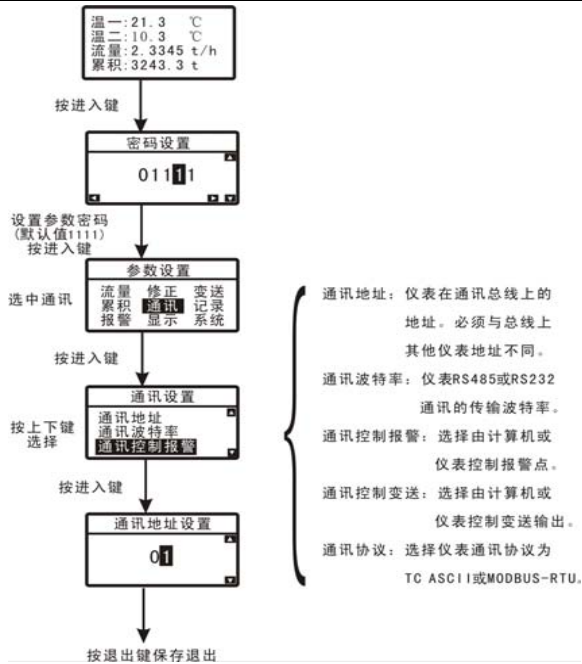 温一:21.3 ℃
温二:10.3 ℃
流量:2.3345 t/h
累积:3243.3 t
按进入键
密码设置
01111
设置参数密码
(默认值1111)
按进入键
参数设置
流量 修正 变送
累积 通讯 记录
报警 显示 系统
选中通讯
按进入键
通讯设置
通讯地址
通讯波特率
通讯控制报警
按上下键
选择
按进入键
通讯地址设置
01
按退出键保存退出
通讯地址：仪表在通讯总线上的
地址。必须与总线上
其他仪表地址不同。
通讯波特率：仪表RS485或RS232
通讯的传输波特率。
通讯控制报警：选择由计算机或
仪表控制报警点。
通讯控制变送：选择由计算机或
仪表控制变送输出。
通讯协议：选择仪表通讯协议为
TC ASCII或MODBUS-RTU。